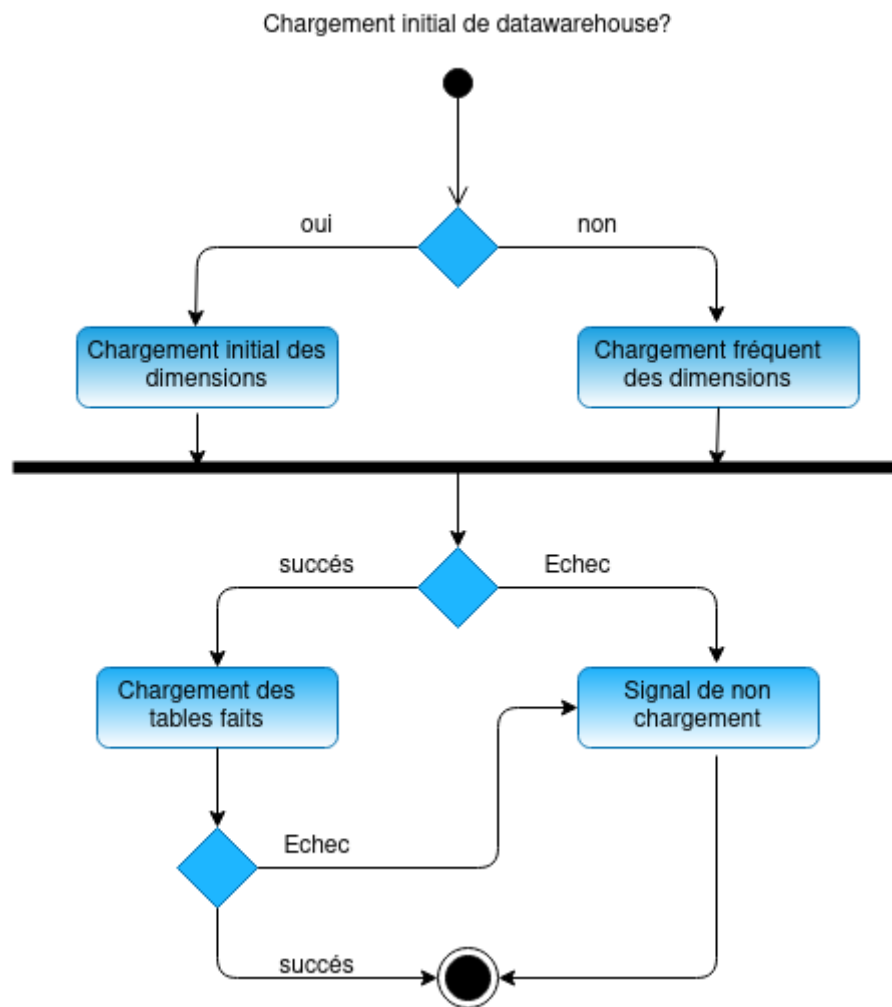 Chargement initial de datawarehouse?
oui
non
Chargement initial des
dimensions
Chargement fréquent
des dimensions
succés
Echec
Chargement des
tables faits
Signal de non
chargement
Echec
succés